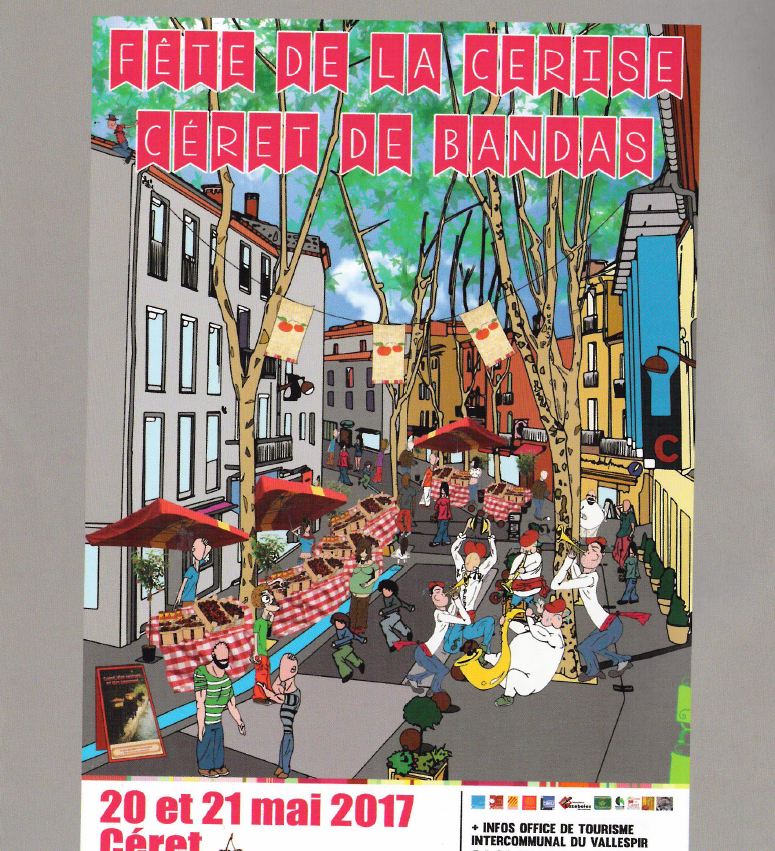 FÊTE DE LA CERISE
CÉRET DE BANDAS
C
20 et 21 mai 2017
Céret
+ INFOS OFFICE DE TOURISME
INTERCOMMUNAL DU VALLESPIR